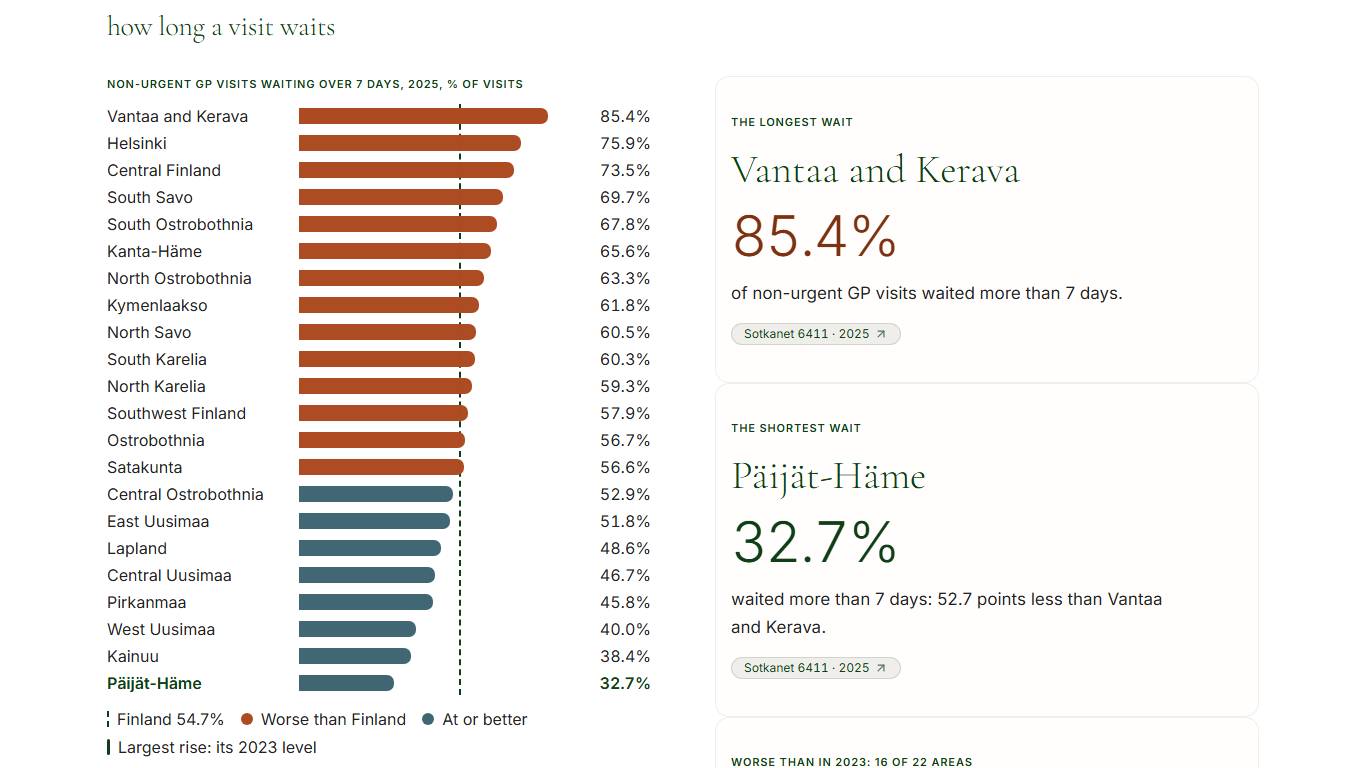 how long a visit waits
NON-URGENT GP VISITS WAITING OVER 7 DAYS, 2025, % OF VISITS
Vantaa and Kerava 85.4%
Helsinki 75.9%
Central Finland 73.5%
South Savo 69.7%
South Ostrobothnia 67.8%
Kanta-Häme 65.6%
North Ostrobothnia 63.3%
Kymenlaakso 61.8%
North Savo 60.5%
South Karelia 60.3%
North Karelia 59.3%
Southwest Finland 57.9%
Ostrobothnia 56.7%
Satakunta 56.6%
Central Ostrobothnia 52.9%
East Uusimaa 51.8%
Lapland 48.6%
Central Uusimaa 46.7%
Pirkanmaa 45.8%
West Uusimaa 40.0%
Kainuu 38.4%
Päijät-Häme 32.7%
Finland 54.7% Worse than Finland At or better
Largest rise: its 2023 level
THE LONGEST WAIT
Vantaa and Kerava
85.4%
of non-urgent GP visits waited more than 7 days.
Sotkanet 6411 · 2025 ↗
THE SHORTEST WAIT
Päijät-Häme
32.7%
waited more than 7 days: 52.7 points less than Vantaa
and Kerava.
Sotkanet 6411 · 2025 ↗
WORSE THAN IN 2023: 16 OF 22 AREAS